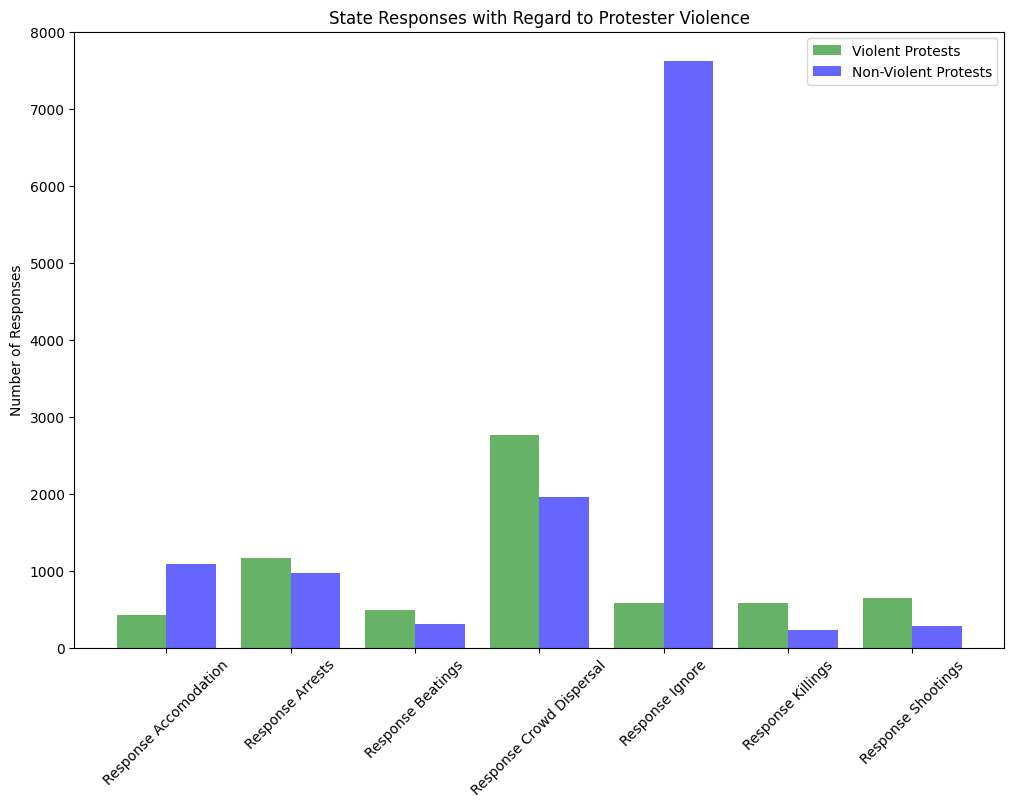 State Responses with Regard to Protester Violence
Violent Protests
Non-Violent Protests
Number of Responses
8000
7000
6000
5000
4000
3000
2000
1000
0
Response Accomodation
Response Arrests
Response Beatings
Response Crowd Dispersal
Response Ignore
Response Killings
Response Shootings